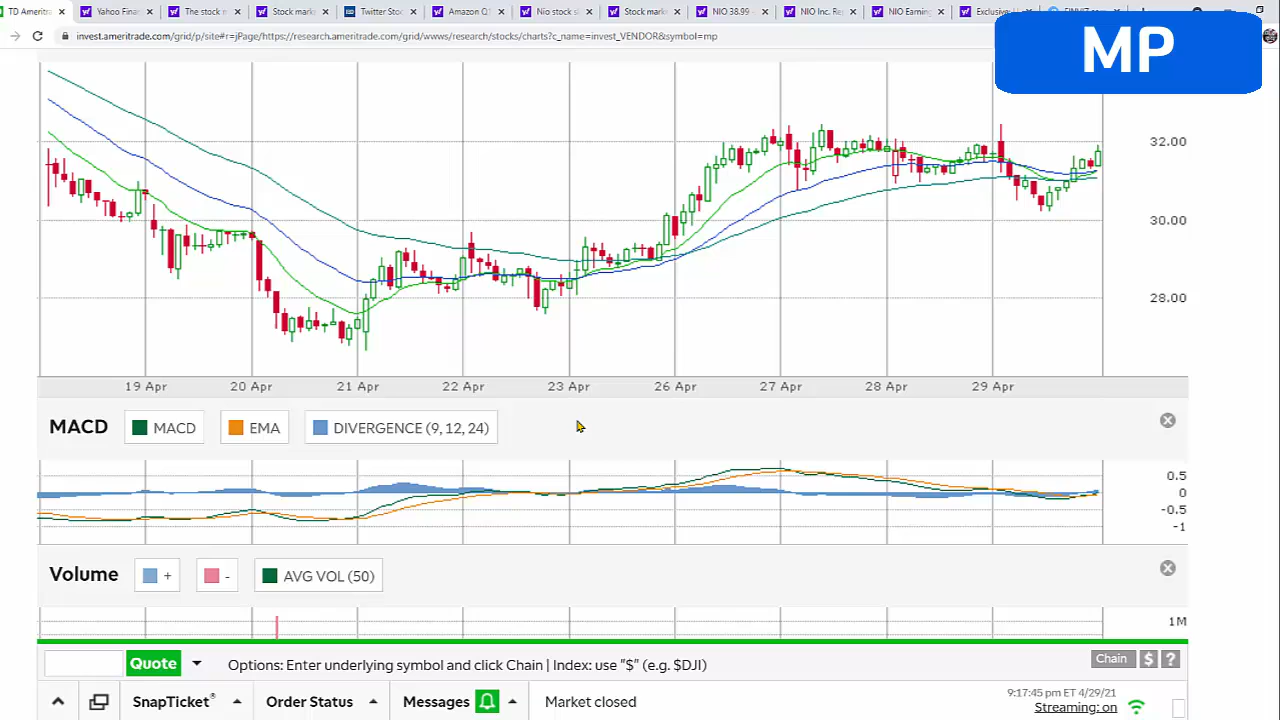 TD Ameritra
Yahoo Finan
The stock m
Stock marke
Twitter Stoc
Amazon Q1
Nio stock sl
Stock marke
NIO 38.99 -
NIO Inc. Rep
NIO Earning
Exclusive:
invest.ameritrade.com/grid/p/site#r=jPage/https://research.ameritrade.com/grid/wwws/research/stocks/charts?c_name=invest_VENDOR&symbol=mp
MP
32.00
30.00
28.00
19 Apr 20 Apr 21 Apr 22 Apr 23 Apr 26 Apr 27 Apr 28 Apr 29 Apr
MACD MACD EMA DIVERGENCE (9, 12, 24)
0.5
0
-0.5
-1
Volume + - AVG VOL (50)
1M
Quote Options: Enter underlying symbol and click Chain | Index: use "$" (e.g. $DJI) Chain $ ?
SnapTicket® Order Status Messages Market closed
9:17:45 pm ET 4/29/21
Streaming: on